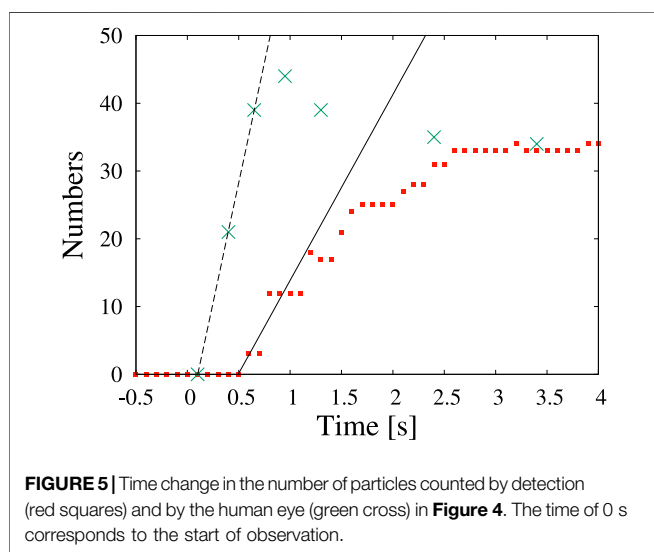 50
40
30
20
10
0
Numbers
-0.5 0 0.5 1 1.5 2 2.5 3 3.5 4
Time [s]
FIGURE 5 | Time change in the number of particles counted by detection
(red squares) and by the human eye (green cross) in Figure 4. The time of 0 s
corresponds to the start of observation.